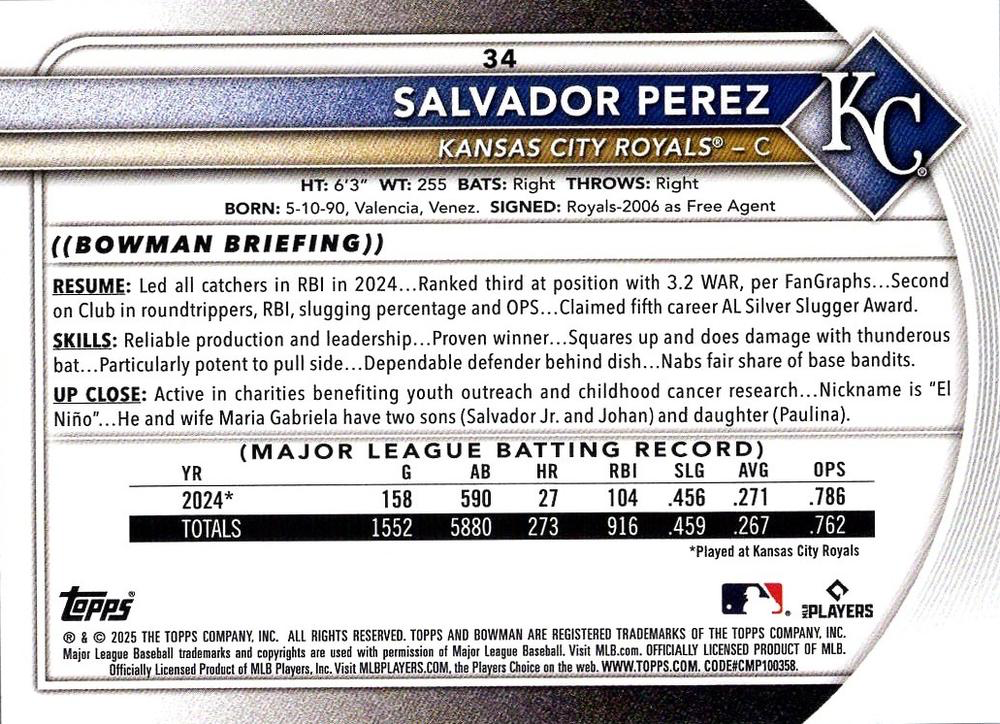 34
SALVADOR PEREZ
KANSAS CITY ROYALS® – C
KC®
HT: 6'3" WT: 255 BATS: Right THROWS: Right
BORN: 5-10-90, Valencia, Venez. SIGNED: Royals-2006 as Free Agent
((BOWMAN BRIEFING))
RESUME: Led all catchers in RBI in 2024...Ranked third at position with 3.2 WAR, per FanGraphs...Second
on Club in roundtrippers, RBI, slugging percentage and OPS...Claimed fifth career AL Silver Slugger Award.
SKILLS: Reliable production and leadership...Proven winner...Squares up and does damage with thunderous
bat...Particularly potent to pull side...Dependable defender behind dish...Nabs fair share of base bandits.
UP CLOSE: Active in charities benefiting youth outreach and childhood cancer research...Nickname is "El
Niño"...He and wife Maria Gabriela have two sons (Salvador Jr. and Johan) and daughter (Paulina).
(MAJOR LEAGUE BATTING RECORD)
YR G AB HR RBI SLG AVG OPS
2024* 158 590 27 104 .456 .271 .786
TOTALS 1552 5880 273 916 .459 .267 .762
*Played at Kansas City Royals
Topps®
MLB PLAYERS
® & © 2025 THE TOPPS COMPANY, INC. ALL RIGHTS RESERVED. TOPPS AND BOWMAN ARE REGISTERED TRADEMARKS OF THE TOPPS COMPANY, INC.
Major League Baseball trademarks and copyrights are used with permission of Major League Baseball. Visit MLB.com. OFFICIALLY LICENSED PRODUCT OF MLB.
Officially Licensed Product of MLB Players, Inc. Visit MLBPLAYERS.COM, the Players Choice on the web. WWW.TOPPS.COM. CODE#CMP100358.